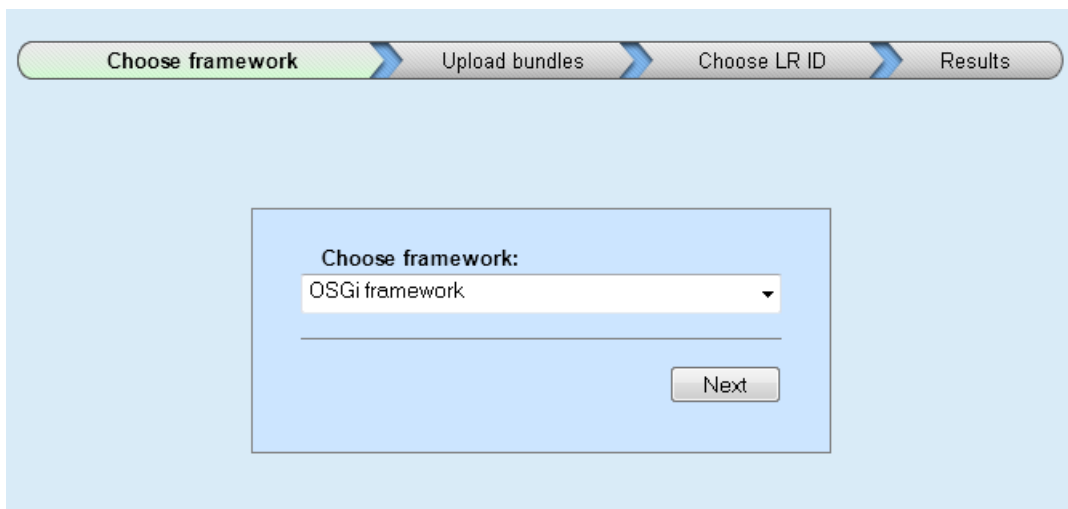 Choose framework Upload bundles Choose LR ID Results
Choose framework:
OSGi framework
Next